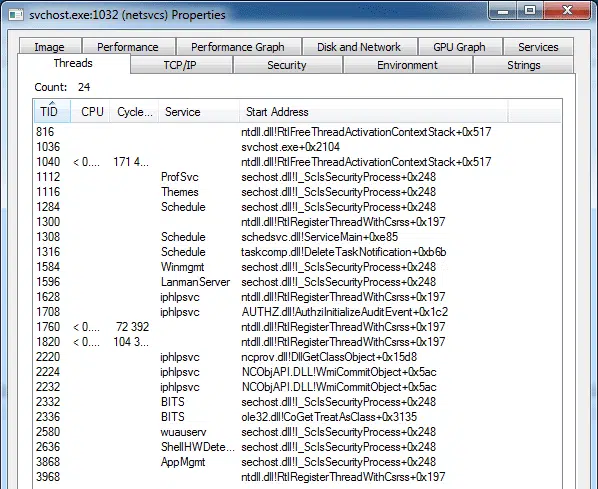 svchost.exe:1032 (netsvcs) Properties
Image Performance Performance Graph Disk and Network GPU Graph Services
Threads TCP/IP Security Environment Strings
Count: 24
TID CPU Cycle... Service Start Address
816 ntdll.dll!RtlFreeThreadActivationContextStack+0x517
1036 svchost.exe+0x2104
1040 < 0.... 171 4... ntdll.dll!RtlFreeThreadActivationContextStack+0x517
1112 ProfSvc sechost.dll!I_ScIsSecurityProcess+0x248
1116 Themes sechost.dll!I_ScIsSecurityProcess+0x248
1284 Schedule sechost.dll!I_ScIsSecurityProcess+0x248
1300 ntdll.dll!RtlRegisterThreadWithCsrss+0x197
1308 Schedule schedsvc.dll!ServiceMain+0xe85
1316 Schedule taskcomp.dll!DeleteTaskNotification+0xb6b
1584 Winmgmt sechost.dll!I_ScIsSecurityProcess+0x248
1596 LanmanServer sechost.dll!I_ScIsSecurityProcess+0x248
1628 iphlpsvc ntdll.dll!RtlRegisterThreadWithCsrss+0x197
1708 iphlpsvc AUTHZ.dll!AuthziInitializeAuditEvent+0x1c2
1760 < 0.... 72 392 ntdll.dll!RtlRegisterThreadWithCsrss+0x197
1820 < 0.... 104 3... ntdll.dll!RtlRegisterThreadWithCsrss+0x197
2220 iphlpsvc ncprov.dll!DllGetClassObject+0x15d8
2224 iphlpsvc NCObjAPI.DLL!WmiCommitObject+0x5ac
2232 iphlpsvc NCObjAPI.DLL!WmiCommitObject+0x5ac
2332 BITS sechost.dll!I_ScIsSecurityProcess+0x248
2336 BITS ole32.dll!CoGetTreatAsClass+0x3135
2580 wuauserv sechost.dll!I_ScIsSecurityProcess+0x248
2636 ShellHWDete... sechost.dll!I_ScIsSecurityProcess+0x248
3868 AppMgmt sechost.dll!I_ScIsSecurityProcess+0x248
3968 ntdll.dll!RtlRegisterThreadWithCsrss+0x197